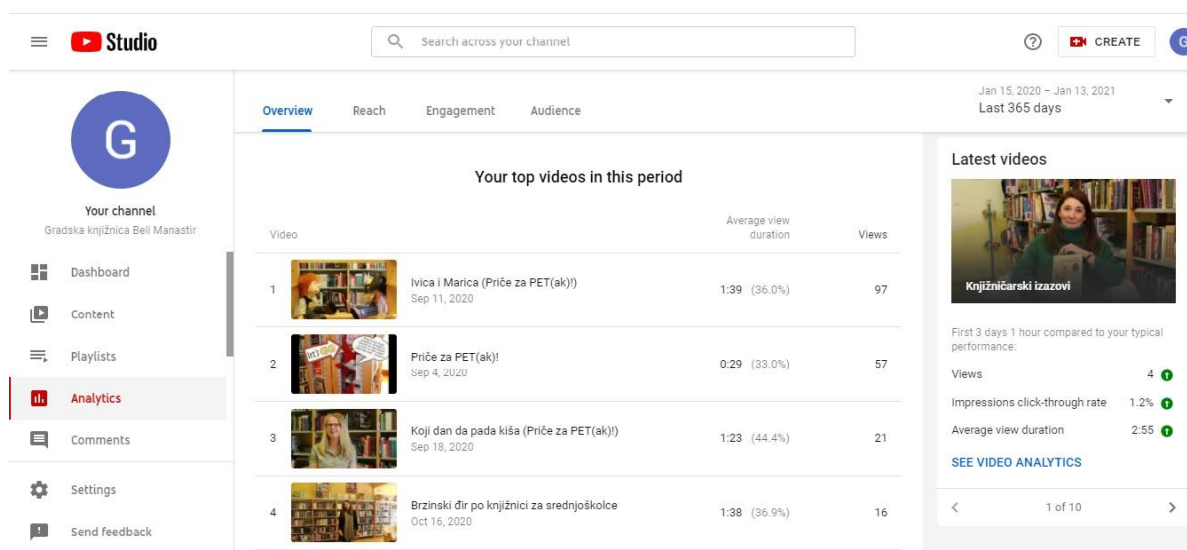 Studio
Search across your channel
CREATE
G
G
Your channel
Gradska knjižnica Beli Manastir
Dashboard
Content
Playlists
Analytics
Comments
Settings
Send feedback
Overview Reach Engagement Audience
Jan 15, 2020 – Jan 13, 2021
Last 365 days
Your top videos in this period
Video Average view duration Views
1 Ivica i Marica (Priče za PET(ak)!) 1:39 (36.0%) 97
Sep 11, 2020
2 Let's GO Priče za PET(ak)! 0:29 (33.0%) 57
Sep 4, 2020
3 Koji dan da pada kiša (Priče za PET(ak)!) 1:23 (44.4%) 21
Sep 18, 2020
4 Brzinski đir po knjižnici za srednjoškolce 1:38 (36.9%) 16
Oct 16, 2020
Latest videos
Knjižničarski izazovi
First 3 days 1 hour compared to your typical
performance:
Views 4
Impressions click-through rate 1.2%
Average view duration 2:55
SEE VIDEO ANALYTICS
1 of 10